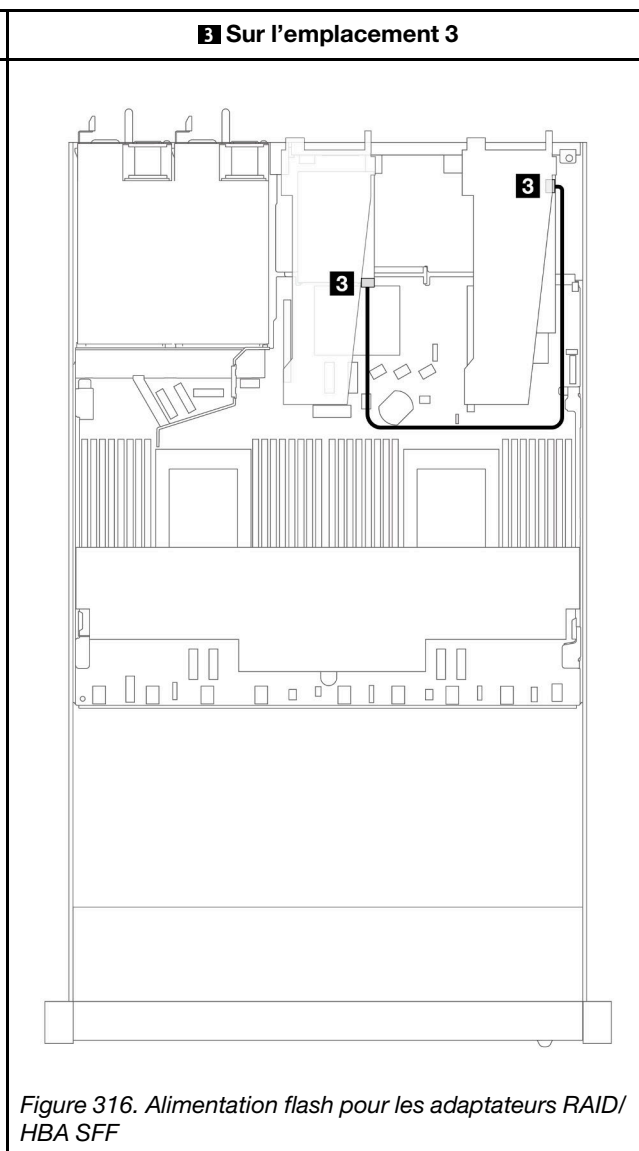 3 Sur l'emplacement 3
3
3
Figure 316. Alimentation flash pour les adaptateurs RAID/
HBA SFF